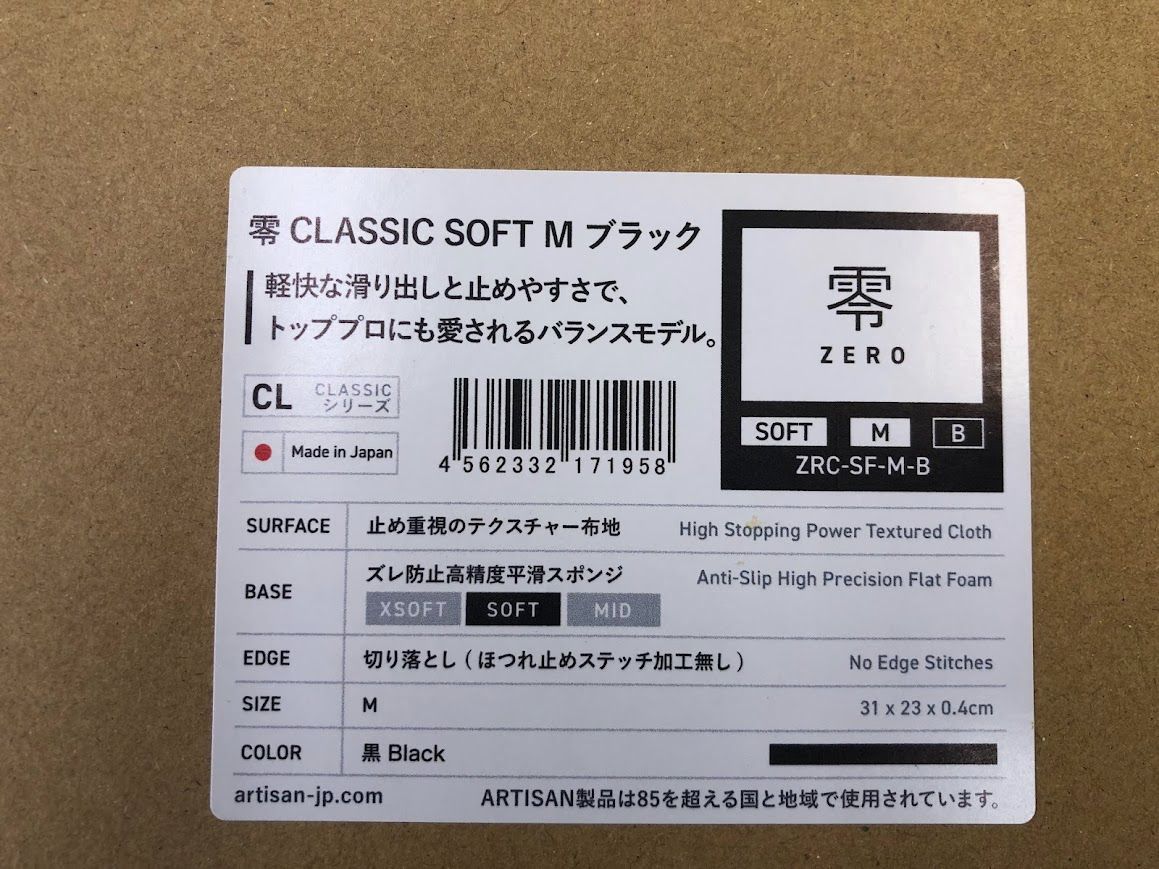 零 CLASSIC SOFT M ブラック
軽快な滑り出しと止めやすさで、
トッププロにも愛されるバランスモデル。
CL CLASSIC
シリーズ
Made in Japan
4 562332 171958
零
ZERO
SOFT M B
ZRC-SF-M-B
SURFACE 止め重視のテクスチャー布地 High Stopping Power Textured Cloth
BASE ズレ防止高精度平滑スポンジ Anti-Slip High Precision Flat Foam
XSOFT SOFT MID
EDGE 切り落とし ( ほつれ止めステッチ加工無し ) No Edge Stitches
SIZE M 31 x 23 x 0.4cm
COLOR 黒 Black
artisan-jp.com ARTISAN製品は85を超える国と地域で使用されています。